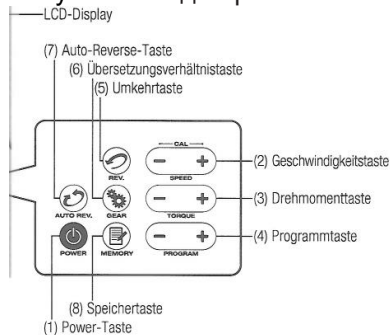 LCD-Display
(7) Auto-Reverse-Taste
(6) Übersetzungsverhältnistaste
(5) Umkehrtaste
CAL
REV.
SPEED
(2) Geschwindigkeitstaste
AUTO REV.
GEAR
TORQUE
(3) Drehmomenttaste
POWER
MEMORY
PROGRAM
(4) Programmtaste
(8) Speichertaste
(1) Power-Taste